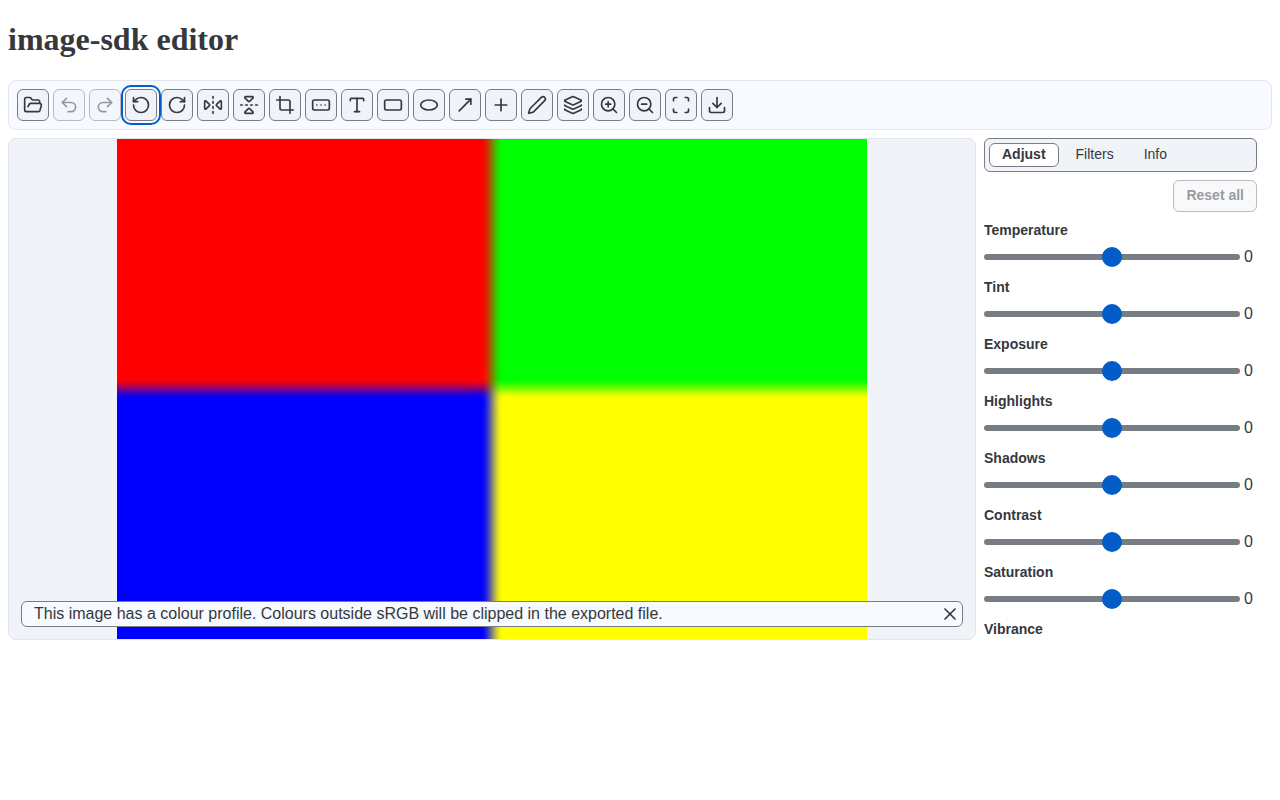 image-sdk editor
Adjust Filters Info
Reset all
Temperature
0
Tint
0
Exposure
0
Highlights
0
Shadows
0
Contrast
0
Saturation
0
Vibrance
This image has a colour profile. Colours outside sRGB will be clipped in the exported file.